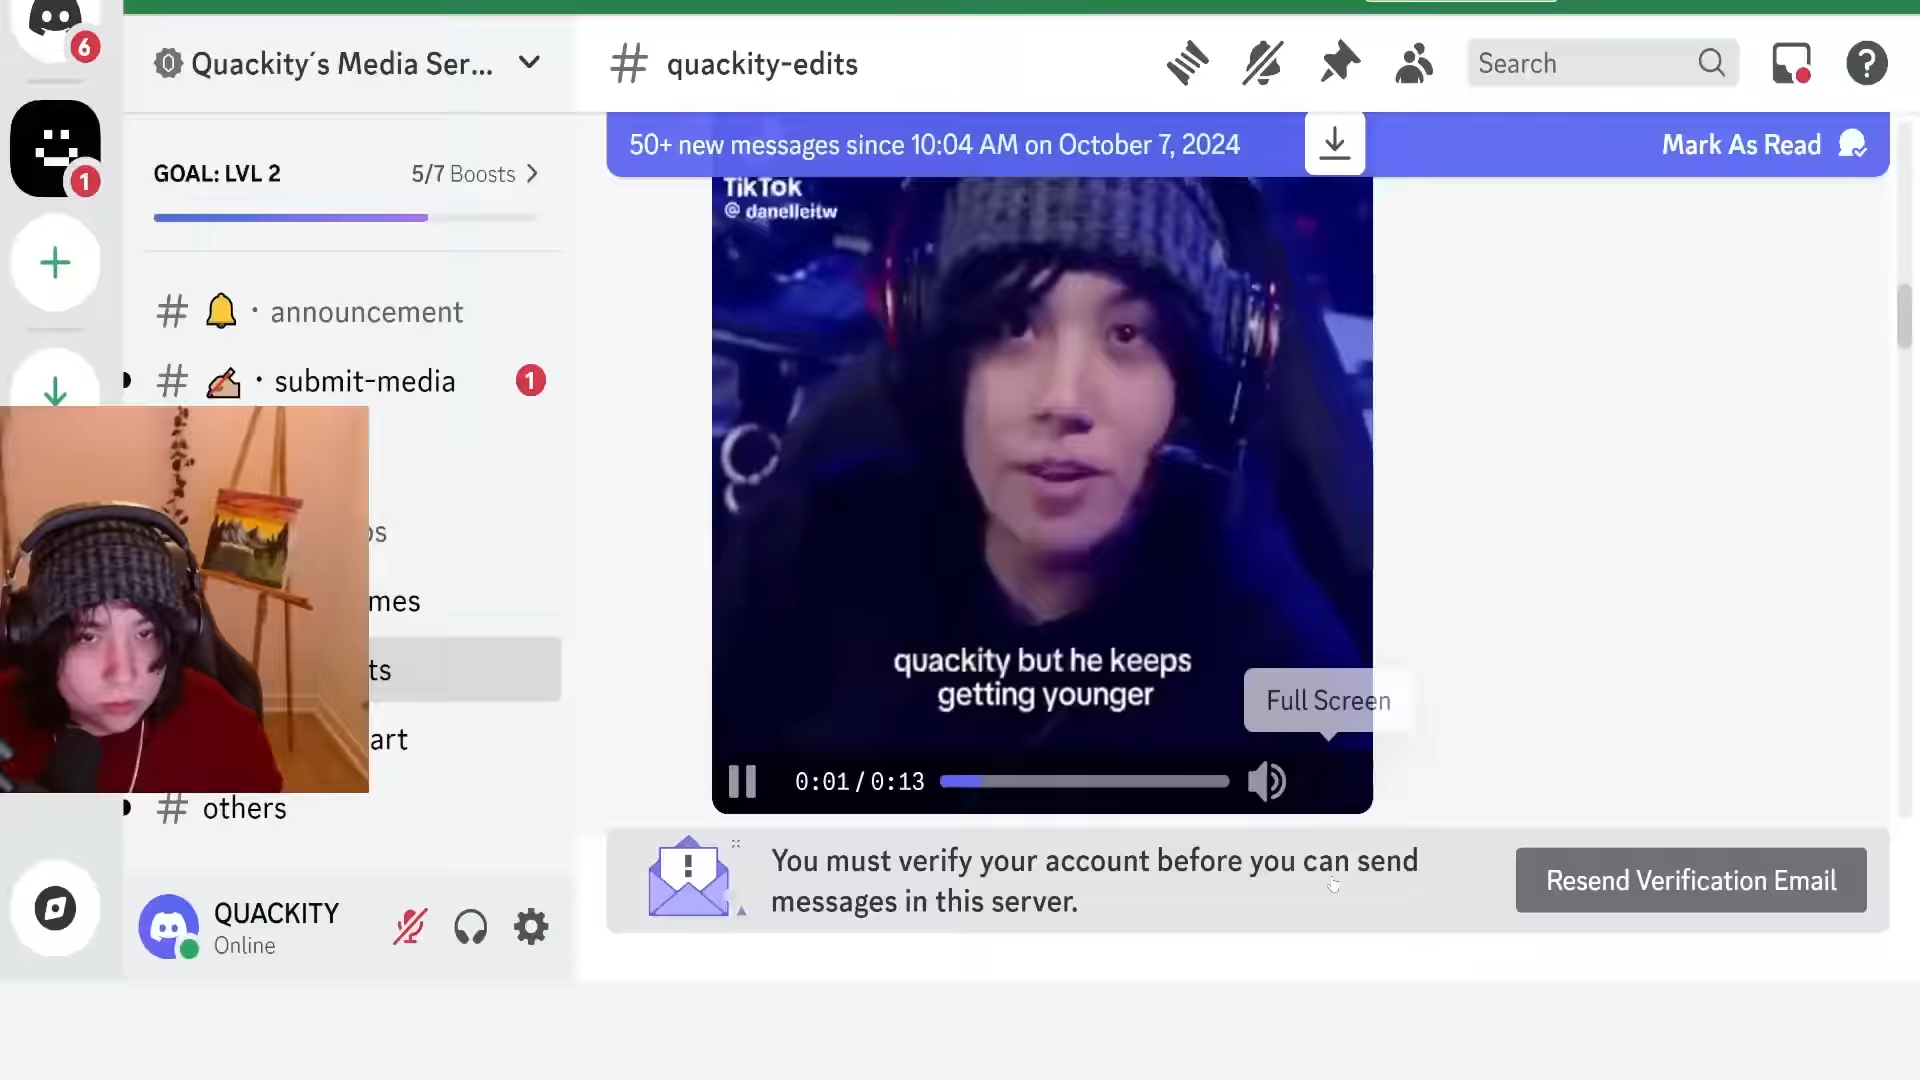 6
1
Quackity´s Media Ser...
GOAL: LVL 2
5/7 Boosts
# 🔔 · announcement
# ✍ · submit-media
1
mes
ts
art
# others
QUACKITY
Online
# quackity-edits
Search
50+ new messages since 10:04 AM on October 7, 2024
Mark As Read
TikTok
@ danelleitw
quackity but he keeps
getting younger
Full Screen
0:01 / 0:13
You must verify your account before you can send
messages in this server.
Resend Verification Email